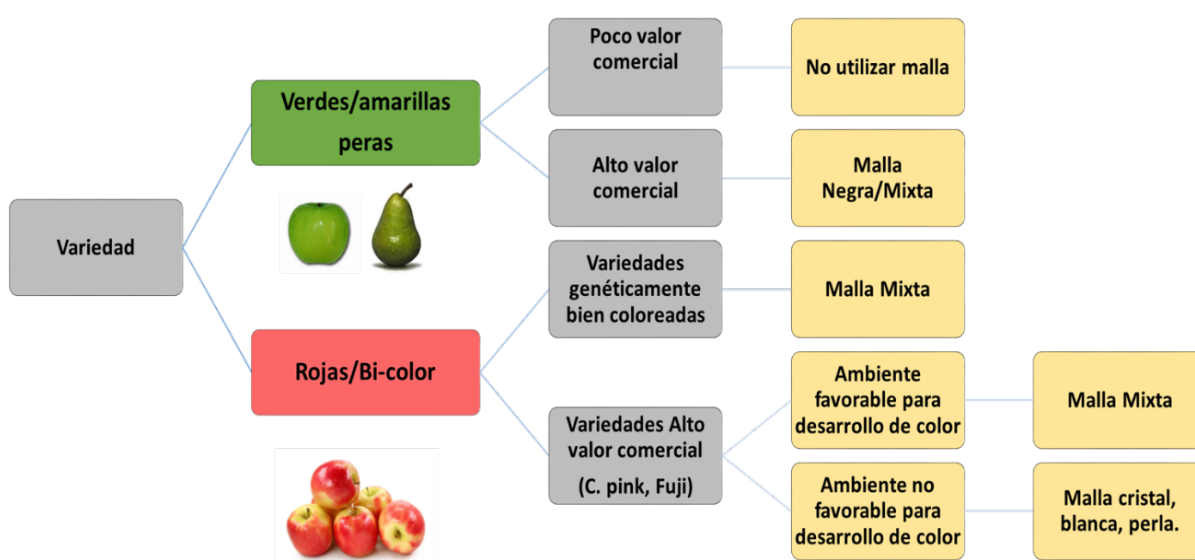 Variedad
Verdes/amarillas
peras
Poco valor
comercial
No utilizar malla
Alto valor
comercial
Malla
Negra/Mixta
Rojas/Bi-color
Variedades
genéticamente
bien coloreadas
Malla Mixta
Variedades Alto
valor comercial
(C. pink, Fuji)
Ambiente
favorable para
desarrollo de color
Malla Mixta
Ambiente no
favorable para
desarrollo de color
Malla cristal,
blanca, perla.